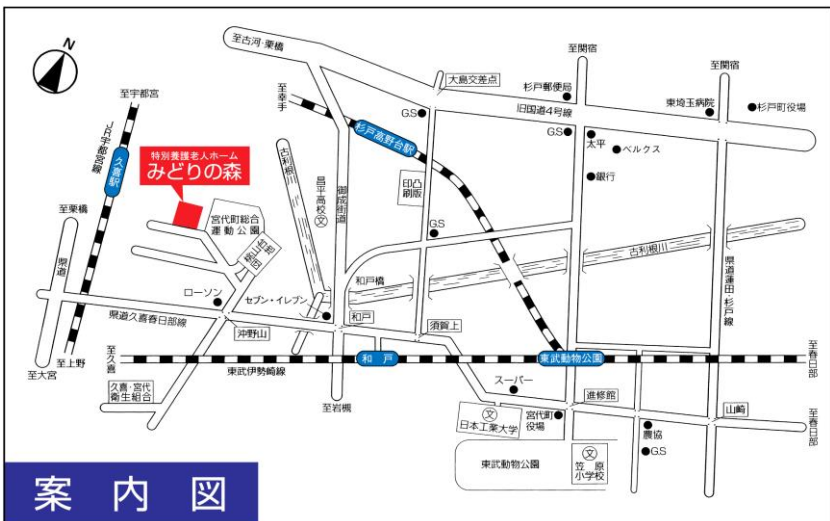 N
至宇都宮
JR宇都宮線
久喜駅
至栗橋
県道
至上野
至大宮
特別養護老人ホーム
みどりの森
宮代町総合
運動公園
ローソン
県道久喜春日部線
沖野山
久喜・宮代
衛生組合
至久喜
東武伊勢崎線
至古河・栗橋
至幸手
古利根川
昌平高校
文
御成街道
セブン・イレブン
和戸橋
和戸
和戸
至岩槻
大島交差点
G.S
杉戸高野台駅
凸版
印刷
G.S
須賀上
至関宿
杉戸郵便局
旧国道4号線
G.S
太平
ベルクス
銀行
至関宿
東埼玉病院
杉戸町役場
古利根川
県道蓮田・杉戸線
東武動物公園
至春日部
スーパー
進修館
文
日本工業大学
宮代町
役場
山崎
至春日部
農協
G.S
東武動物公園
文
笠原
小学校
案内図